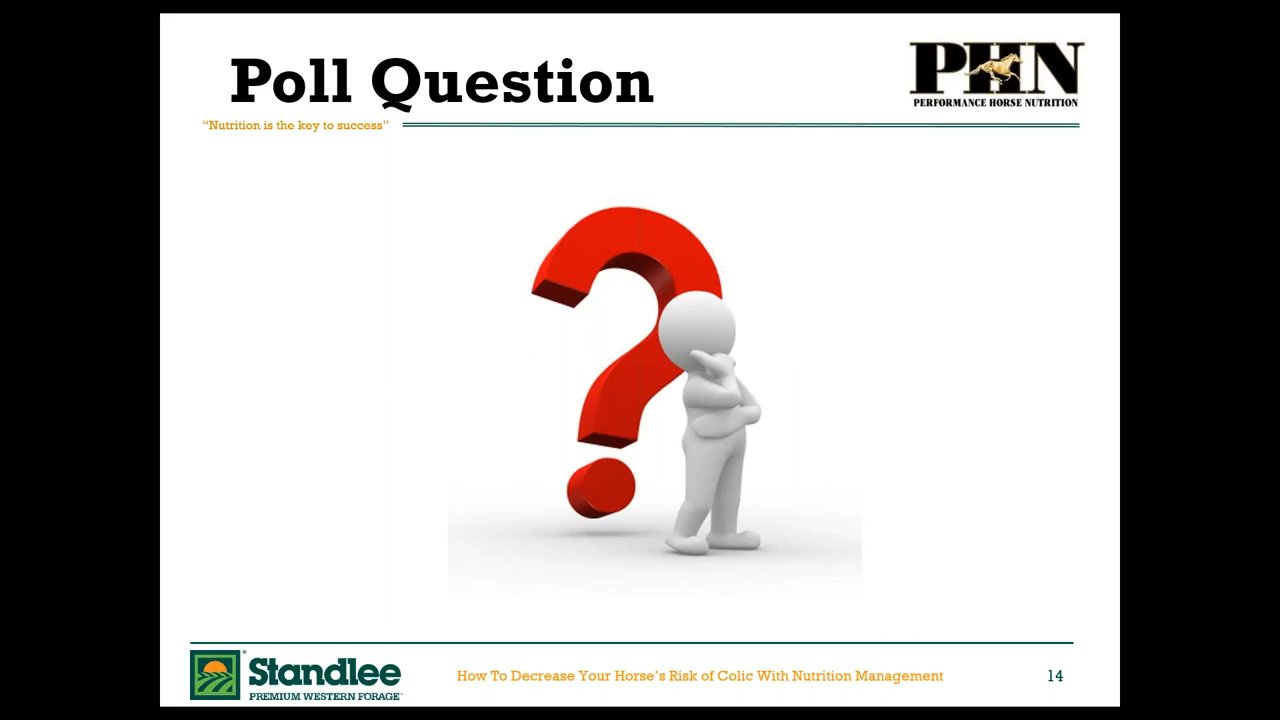 Poll Question
PHN
PERFORMANCE HORSE NUTRITION
“Nutrition is the key to success”
Standlee®
PREMIUM WESTERN FORAGE
How To Decrease Your Horse’s Risk of Colic With Nutrition Management
14